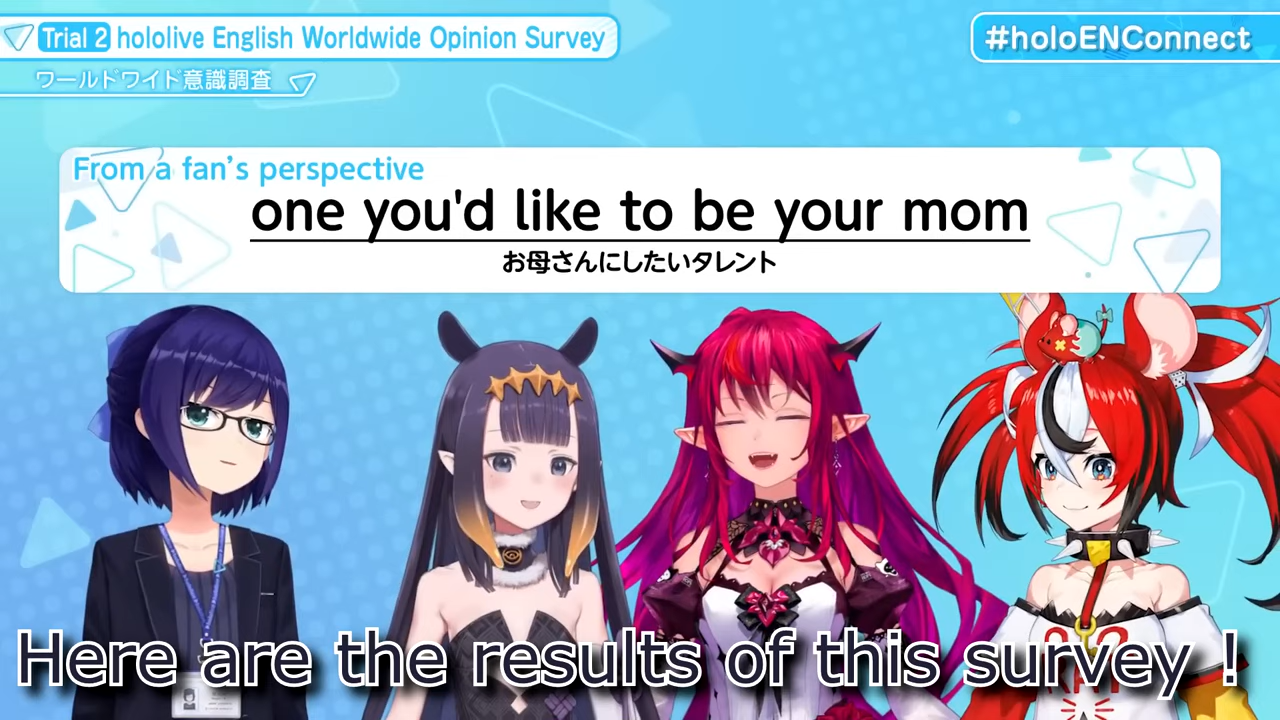 Trial 2 hololive English Worldwide Opinion Survey
#holoENConnect
ワールドワイド意識調査
From a fan's perspective
one you'd like to be your mom
お母さんにしたいタレント
Here are the results of this survey !